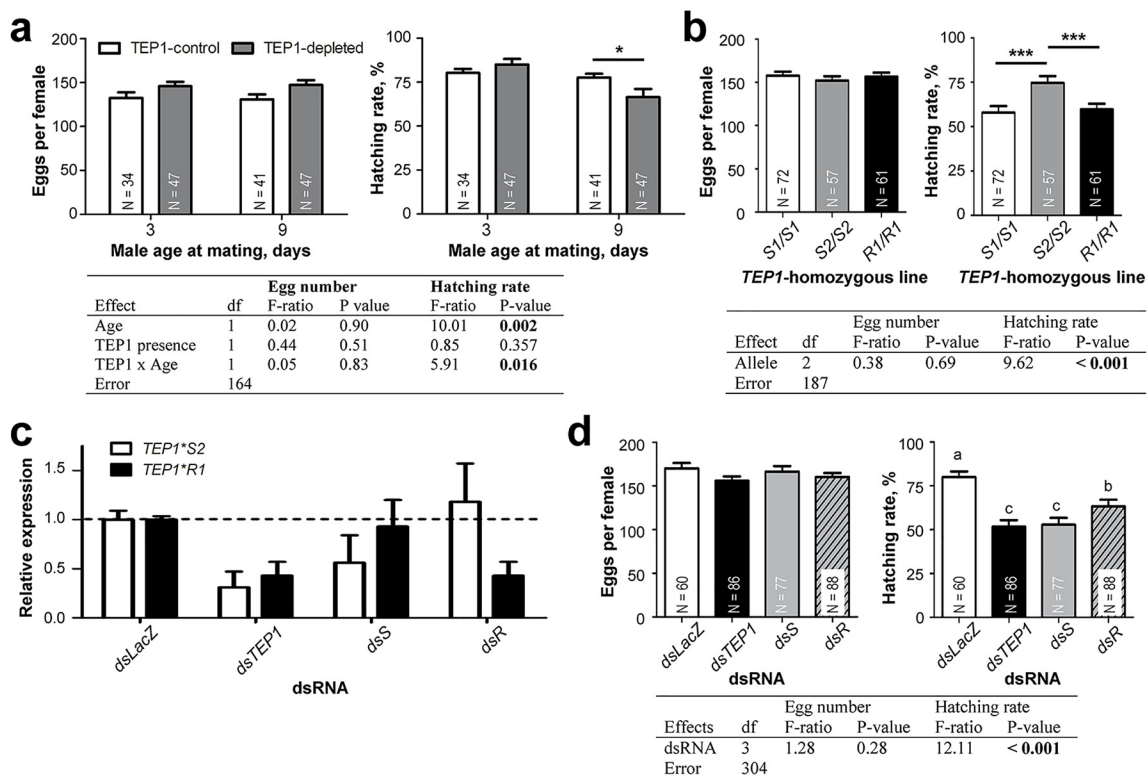 a
TEP1-control
TEP1-depleted
Eggs per female
200
150
100
50
0
N = 34
N = 47
N = 41
N = 47
3
9
Male age at mating, days
Hatching rate, %
100
75
50
25
0
*
N = 34
N = 47
N = 41
N = 47
3
9
Male age at mating, days
Egg number Hatching rate
Effect df F-ratio P value F-ratio P-value
Age 1 0.02 0.90 10.01 0.002
TEP1 presence 1 0.44 0.51 0.85 0.357
TEP1 x Age 1 0.05 0.83 5.91 0.016
Error 164
b
Eggs per female
200
150
100
50
0
N = 72
N = 57
N = 61
S1/S1
S2/S2
R1/R1
TEP1-homozygous line
Hatching rate, %
100
75
50
25
0
*** ***
N = 72
N = 57
N = 61
S1/S1
S2/S2
R1/R1
TEP1-homozygous line
Egg number Hatching rate
Effect df F-ratio P-value F-ratio P-value
Allele 2 0.38 0.69 9.62 < 0.001
Error 187
c
TEP1*S2
TEP1*R1
Relative expression
1.5
1.0
0.5
0.0
dsLacZ
dsTEP1
dsS
dsR
dsRNA
d
Eggs per female
200
150
100
50
0
N = 60
N = 86
N = 77
N = 88
dsLacZ
dsTEP1
dsS
dsR
dsRNA
Hatching rate, %
100
75
50
25
0
a
c
c
b
N = 60
N = 86
N = 77
N = 88
dsLacZ
dsTEP1
dsS
dsR
dsRNA
Egg number Hatching rate
Effects df F-ratio P-value F-ratio P-value
dsRNA 3 1.28 0.28 12.11 < 0.001
Error 304